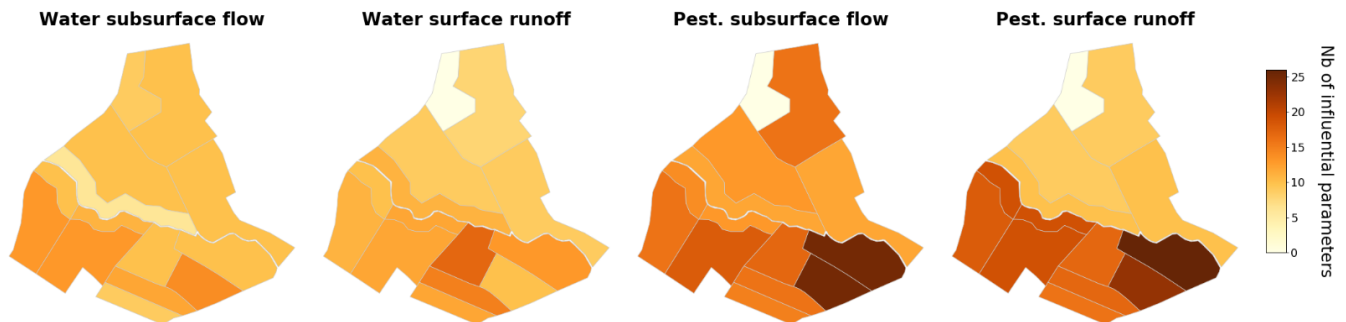 Water subsurface flow
Water surface runoff
Pest. subsurface flow
Pest. surface runoff
25
20
15
10
5
0
Nb of influential parameters